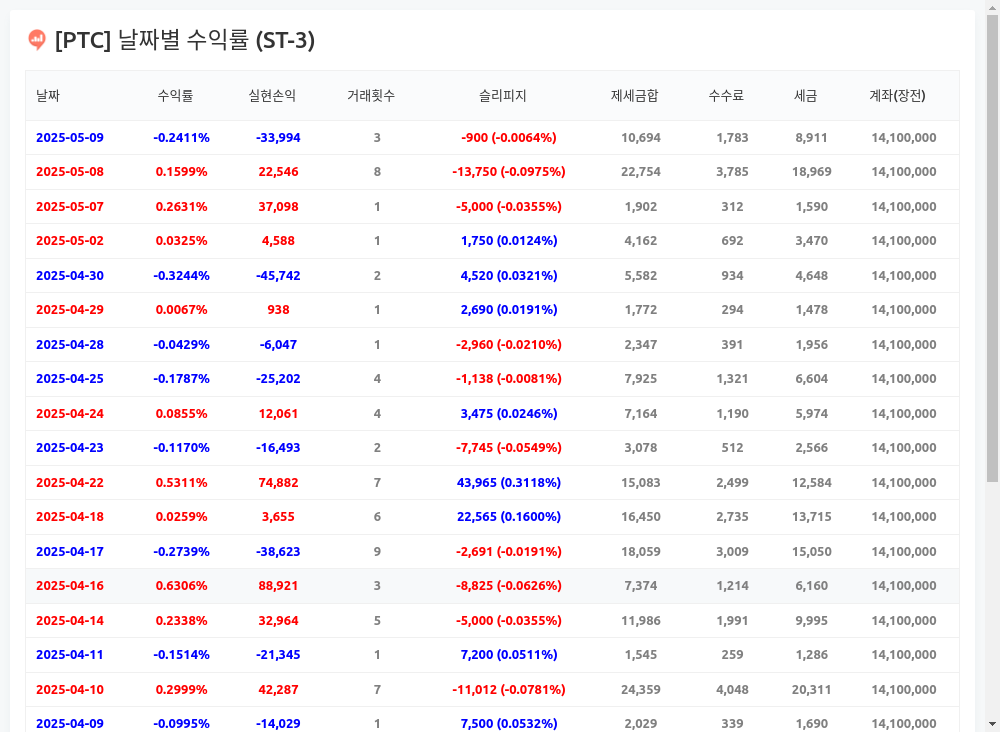 [PTC] 날짜별 수익률 (ST-3)
날짜 수익률 실현손익 거래횟수 슬리피지 제세금합 수수료 세금 계좌(장전)
2025-05-09 -0.2411% -33,994 3 -900 (-0.0064%) 10,694 1,783 8,911 14,100,000
2025-05-08 0.1599% 22,546 8 -13,750 (-0.0975%) 22,754 3,785 18,969 14,100,000
2025-05-07 0.2631% 37,098 1 -5,000 (-0.0355%) 1,902 312 1,590 14,100,000
2025-05-02 0.0325% 4,588 1 1,750 (0.0124%) 4,162 692 3,470 14,100,000
2025-04-30 -0.3244% -45,742 2 4,520 (0.0321%) 5,582 934 4,648 14,100,000
2025-04-29 0.0067% 938 1 2,690 (0.0191%) 1,772 294 1,478 14,100,000
2025-04-28 -0.0429% -6,047 1 -2,960 (-0.0210%) 2,347 391 1,956 14,100,000
2025-04-25 -0.1787% -25,202 4 -1,138 (-0.0081%) 7,925 1,321 6,604 14,100,000
2025-04-24 0.0855% 12,061 4 3,475 (0.0246%) 7,164 1,190 5,974 14,100,000
2025-04-23 -0.1170% -16,493 2 -7,745 (-0.0549%) 3,078 512 2,566 14,100,000
2025-04-22 0.5311% 74,882 7 43,965 (0.3118%) 15,083 2,499 12,584 14,100,000
2025-04-18 0.0259% 3,655 6 22,565 (0.1600%) 16,450 2,735 13,715 14,100,000
2025-04-17 -0.2739% -38,623 9 -2,691 (-0.0191%) 18,059 3,009 15,050 14,100,000
2025-04-16 0.6306% 88,921 3 -8,825 (-0.0626%) 7,374 1,214 6,160 14,100,000
2025-04-14 0.2338% 32,964 5 -5,000 (-0.0355%) 11,986 1,991 9,995 14,100,000
2025-04-11 -0.1514% -21,345 1 7,200 (0.0511%) 1,545 259 1,286 14,100,000
2025-04-10 0.2999% 42,287 7 -11,012 (-0.0781%) 24,359 4,048 20,311 14,100,000
2025-04-09 -0.0995% -14,029 1 7,500 (0.0532%) 2,029 339 1,690 14,100,000